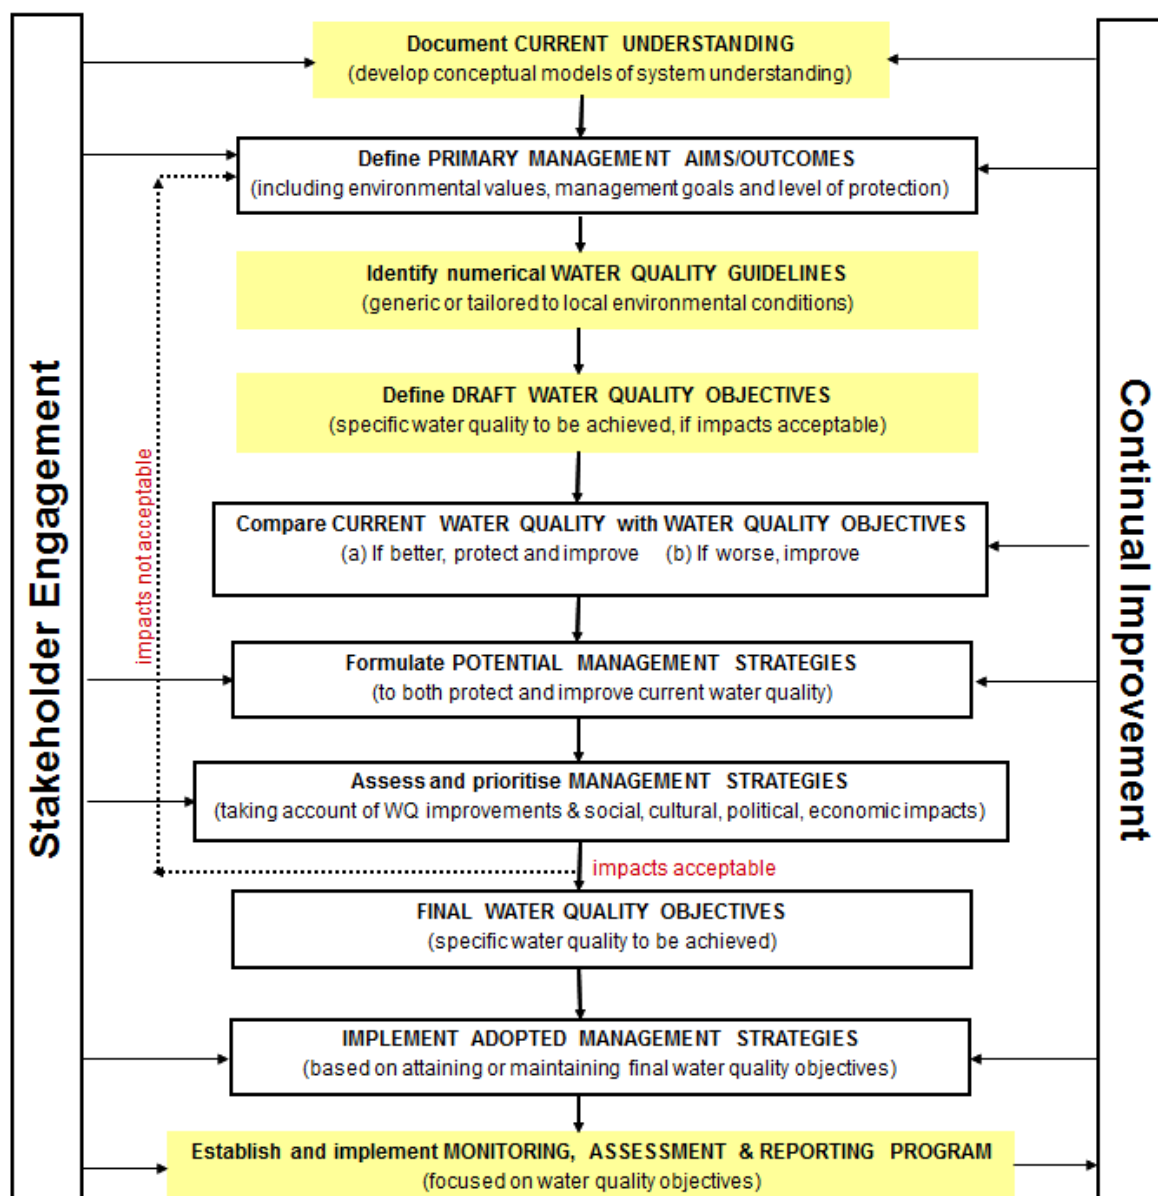 Document CURRENT UNDERSTANDING
(develop conceptual models of system understanding)
Define PRIMARY MANAGEMENT AIMS/OUTCOMES
(including environmental values, management goals and level of protection)
Identify numerical WATER QUALITY GUIDELINES
(generic or tailored to local environmental conditions)
Define DRAFT WATER QUALITY OBJECTIVES
(specific water quality to be achieved, if impacts acceptable)
Compare CURRENT WATER QUALITY with WATER QUALITY OBJECTIVES
(a) If better, protect and improve (b) If worse, improve
Formulate POTENTIAL MANAGEMENT STRATEGIES
(to both protect and improve current water quality)
Assess and prioritise MANAGEMENT STRATEGIES
(taking account of WQ improvements & social, cultural, political, economic impacts)
impacts acceptable
FINAL WATER QUALITY OBJECTIVES
(specific water quality to be achieved)
IMPLEMENT ADOPTED MANAGEMENT STRATEGIES
(based on attaining or maintaining final water quality objectives)
Establish and implement MONITORING, ASSESSMENT & REPORTING PROGRAM
(focused on water quality objectives)
Stakeholder Engagement
impacts not acceptable
Continual Improvement